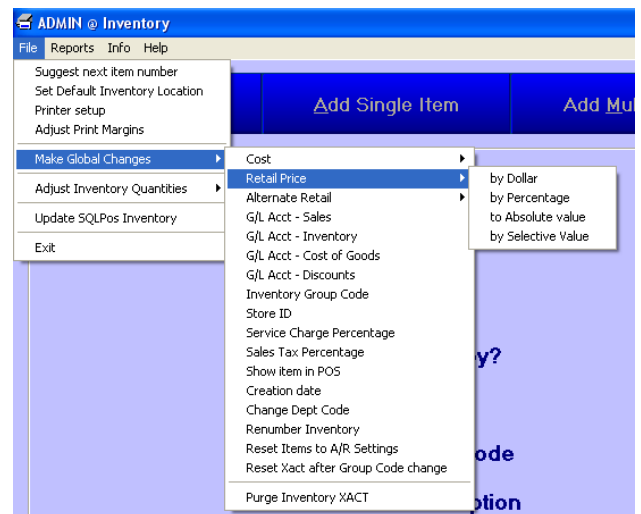 ADMIN @ Inventory
File Reports Info Help
Suggest next item number
Set Default Inventory Location
Printer setup
Adjust Print Margins
Make Global Changes
Adjust Inventory Quantities
Update SQLPos Inventory
Exit
Add Single Item
Add Mul
Cost
Retail Price
Alternate Retail
G/L Acct - Sales
G/L Acct - Inventory
G/L Acct - Cost of Goods
G/L Acct - Discounts
Inventory Group Code
Store ID
Service Charge Percentage
Sales Tax Percentage
Show item in POS
Creation date
Change Dept Code
Renumber Inventory
Reset Items to A/R Settings
Reset Xact after Group Code change
Purge Inventory XACT
by Dollar
by Percentage
to Absolute value
by Selective Value
y?
ode
ption